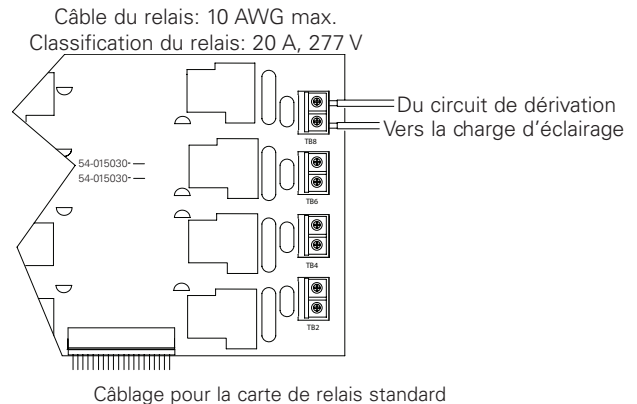 Câble du relais: 10 AWG max.
Classification du relais: 20 A, 277 V
Du circuit de dérivation
Vers la charge d'éclairage
TB8
54-015030- —
54-015030- —
TB6
TB4
TB2
Câblage pour la carte de relais standard